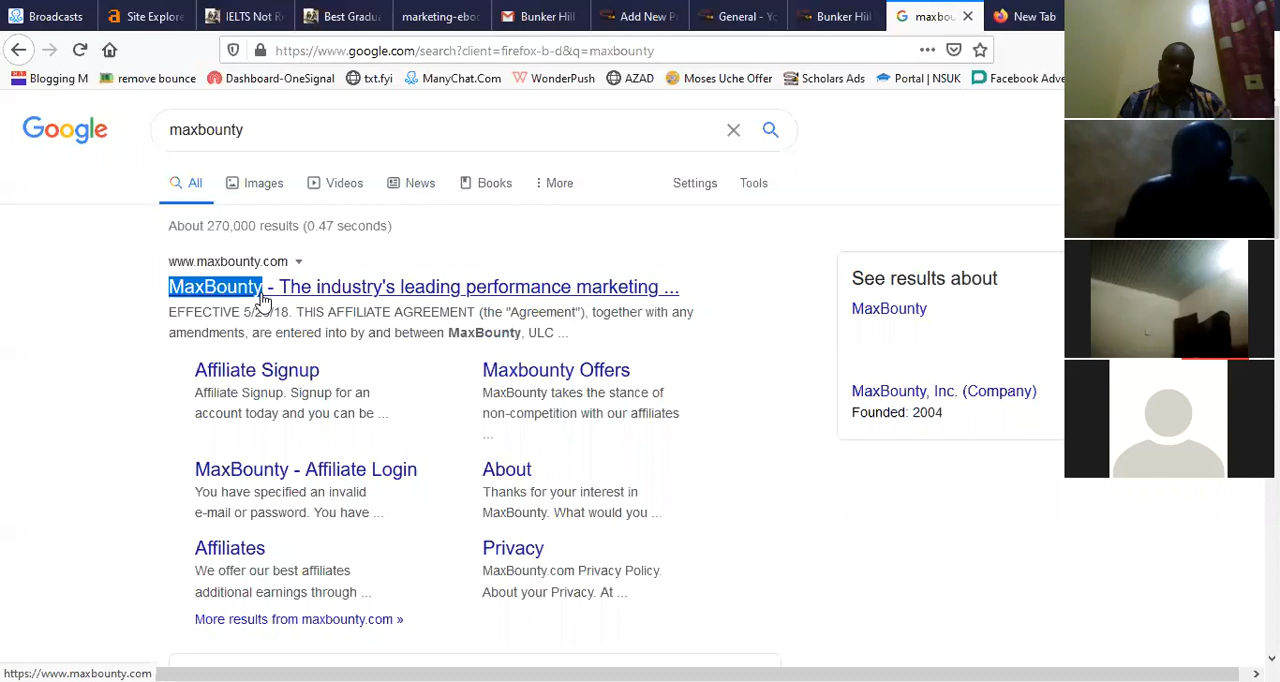 Broadcasts
Site Explore
IELTS Not R
Best Gradu
marketing-eboo
Bunker Hill
Add New P
General - Yo
Bunker Hill
maxbou
New Tab
https://www.google.com/search?client=firefox-b-d&q=maxbounty
Blogging M
remove bounce
Dashboard-OneSignal
txt.fyi
ManyChat.Com
WonderPush
AZAD
Moses Uche Offer
Scholars Ads
Portal | NSUK
Facebook Adve
Google
maxbounty
All
Images
Videos
News
Books
More
Settings
Tools
About 270,000 results (0.47 seconds)
www.maxbounty.com
MaxBounty - The industry's leading performance marketing ...
EFFECTIVE 5/2 /18. THIS AFFILIATE AGREEMENT (the "Agreement"), together with any
amendments, are entered into by and between MaxBounty, ULC ...
Affiliate Signup
Affiliate Signup. Signup for an
account today and you can be ...
Maxbounty Offers
MaxBounty takes the stance of
non-competition with our affiliates
...
MaxBounty - Affiliate Login
You have specified an invalid
e-mail or password. You have ...
About
Thanks for your interest in
MaxBounty. What would you ...
Affiliates
We offer our best affiliates
additional earnings through ...
Privacy
MaxBounty.com Privacy Policy.
About your Privacy. At ...
More results from maxbounty.com »
See results about
MaxBounty
MaxBounty, Inc. (Company)
Founded: 2004
https://www.maxbounty.com